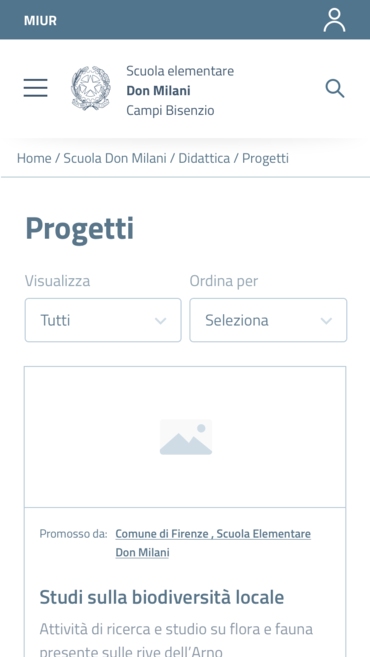 MIUR
Scuola elementare
Don Milani
Campi Bisenzio
Home / Scuola Don Milani / Didattica / Progetti
Progetti
Visualizza
Ordina per
Tutti
Seleziona
Promosso da: Comune di Firenze , Scuola Elementare
Don Milani
Studi sulla biodiversità locale
Attività di ricerca e studio su flora e fauna
presente sulle rive dell’Arno